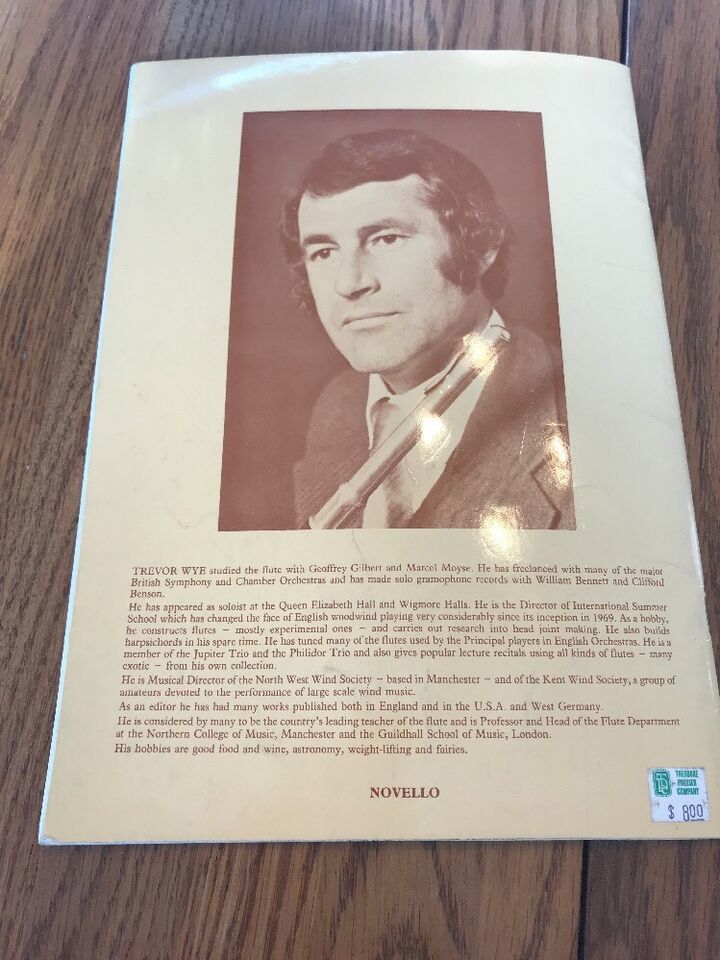 TREVOR WYE studied the flute with Geoffrey Gilbert and Marcel Moyse. He has freelanced with many of the major
British Symphony and Chamber Orchestras and has made solo gramophone records with William Bennett and Clifford
Benson.
He has appeared as soloist at the Queen Elizabeth Hall and Wigmore Halls. He is the Director of International Summer
School which has changed the face of English woodwind playing very considerably since its inception in 1969. As a hobby,
he constructs flutes – mostly experimental ones – and carries out research into head joint making. He also builds
harpsichords in his spare time. He has tuned many of the flutes used by the Principal players in English Orchestras. He is a
member of the Jupiter Trio and the Philidor Trio and also gives popular lecture recitals using all kinds of flutes – many
exotic – from his own collection.
He is Musical Director of the North West Wind Society – based in Manchester – and of the Kent Wind Society, a group of
amateurs devoted to the performance of large scale wind music.
As an editor he has had many works published both in England and in the U.S.A. and West Germany.
He is considered by many to be the country's leading teacher of the flute and is Professor and Head of the Flute Department
at the Northern College of Music, Manchester and the Guildhall School of Music, London.
His hobbies are good food and wine, astronomy, weight-lifting and fairies.
NOVELLO
THEODORE
PRESSER
COMPANY
$ 8.00